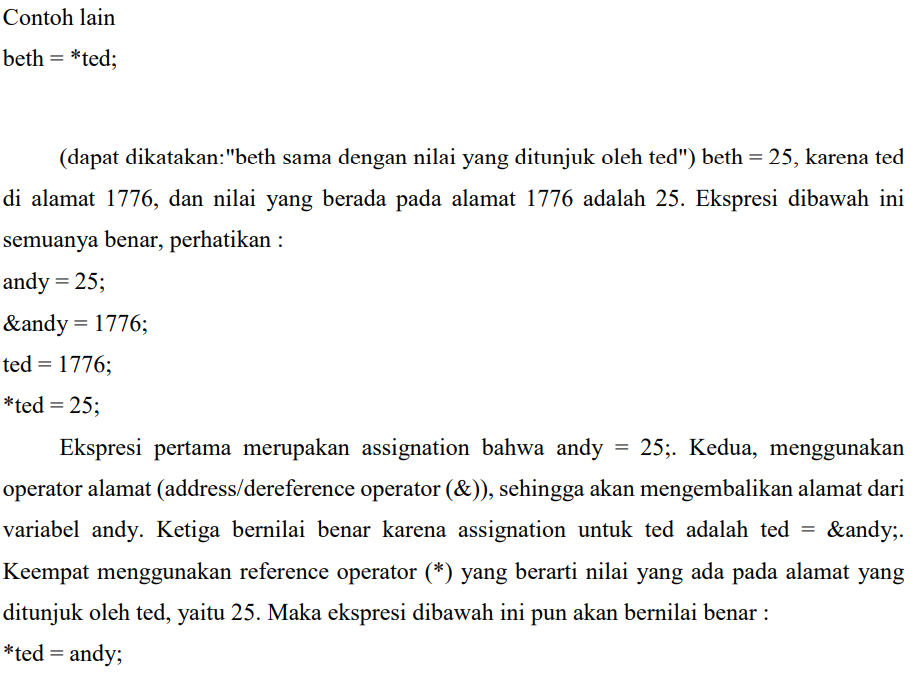 Contoh lain
beth = *ted;
(dapat dikatakan:"beth sama dengan nilai yang ditunjuk oleh ted") beth = 25, karena ted
di alamat 1776, dan nilai yang berada pada alamat 1776 adalah 25. Ekspresi dibawah ini
semuanya benar, perhatikan :
andy = 25;
&andy = 1776;
ted = 1776;
*ted = 25;
Ekspresi pertama merupakan assignation bahwa andy = 25;. Kedua, menggunakan
operator alamat (address/dereference operator (&)), sehingga akan mengembalikan alamat dari
variabel andy. Ketiga bernilai benar karena assignation untuk ted adalah ted = &andy;.
Keempat menggunakan reference operator (*) yang berarti nilai yang ada pada alamat yang
ditunjuk oleh ted, yaitu 25. Maka ekspresi dibawah ini pun akan bernilai benar :
*ted = andy;